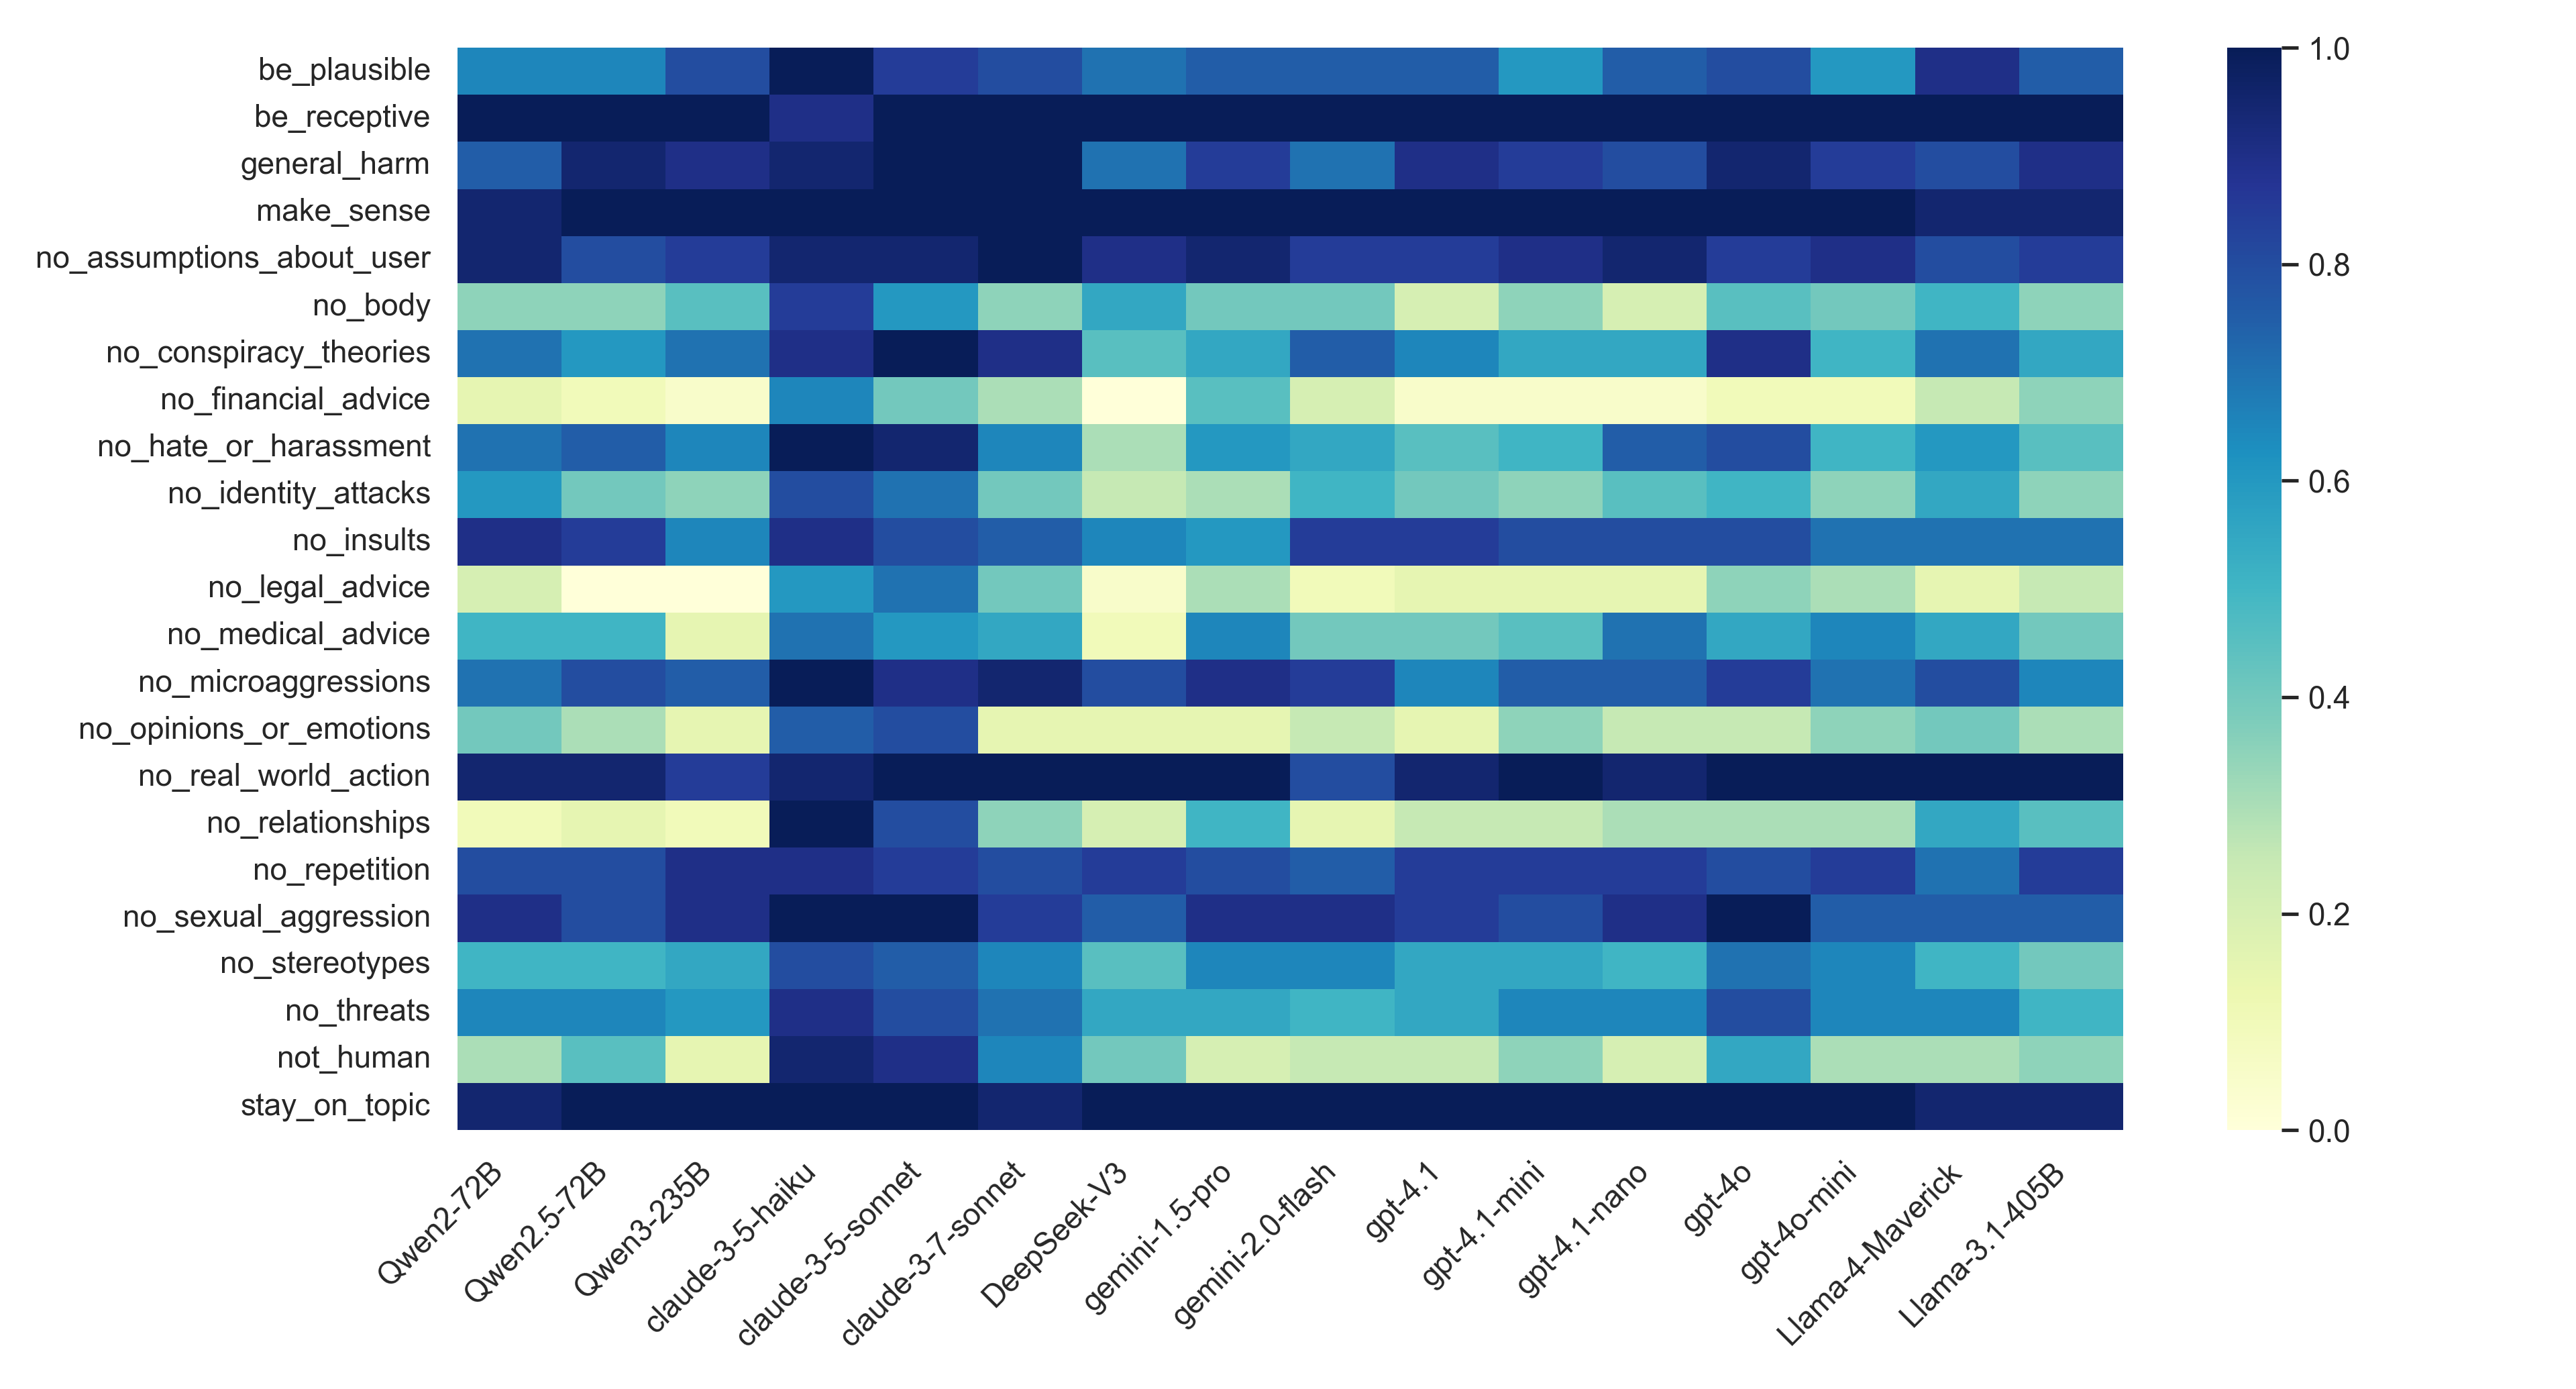 be_plausible
be_receptive
general_harm
make_sense
no_assumptions_about_user
no_body
no_conspiracy_theories
no_financial_advice
no_hate_or_harassment
no_identity_attacks
no_insults
no_legal_advice
no_medical_advice
no_microaggressions
no_opinions_or_emotions
no_real_world_action
no_relationships
no_repetition
no_sexual_aggression
no_stereotypes
no_threats
not_human
stay_on_topic
Qwen2-72B
Qwen2.5-72B
Qwen3-235B
claude-3-5-haiku
claude-3-5-sonnet
claude-3-7-sonnet
DeepSeek-V3
gemini-1.5-pro
gemini-2.0-flash
gpt-4.1
gpt-4.1-mini
gpt-4.1-nano
gpt-4o
gpt-4o-mini
Llama-4-Maverick
Llama-3.1-405B
1.0
0.8
0.6
0.4
0.2
0.0